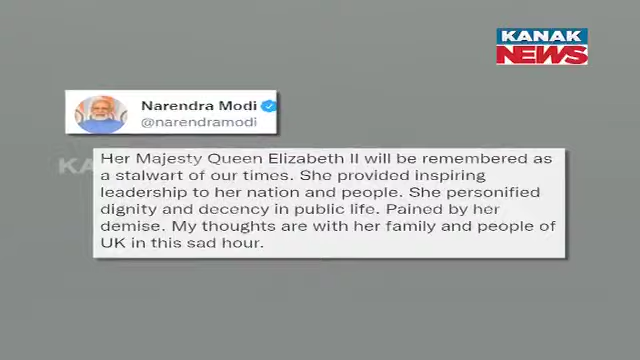 KANAK
NEWS
Narendra Modi
@narendramodi
Her Majesty Queen Elizabeth II will be remembered as
a stalwart of our times. She provided inspiring
leadership to her nation and people. She personified
dignity and decency in public life. Pained by her
demise. My thoughts are with her family and people of
UK in this sad hour.